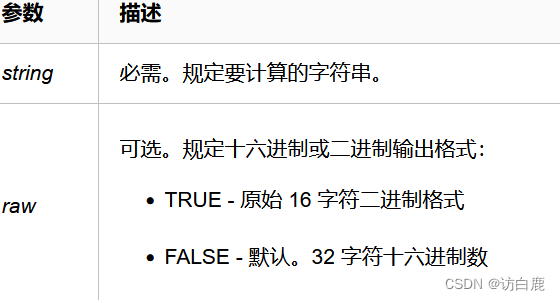 参数 描述
string 必需。规定要计算的字符串。
可选。规定十六进制或二进制输出格式：
raw
• TRUE - 原始 16 字符二进制格式
• FALSE - 默认。32 字符十六进制数
CSDN @访白鹿